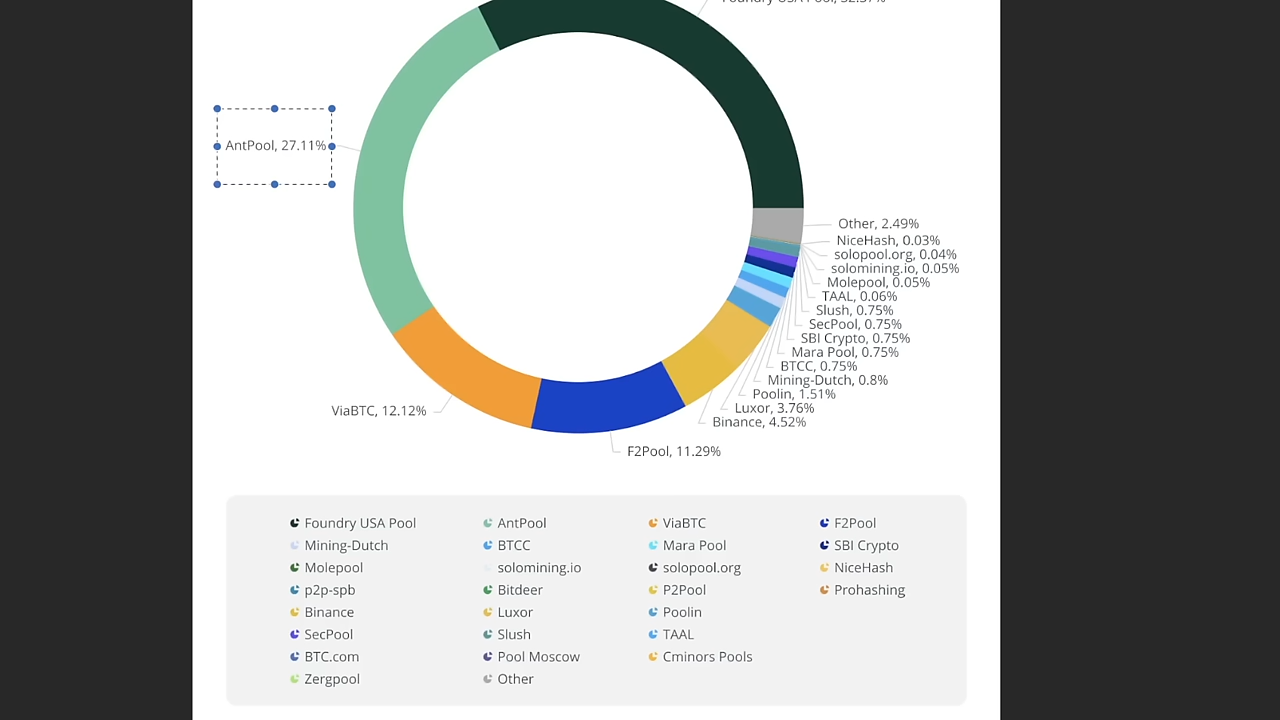 AntPool, 27.11%
Other, 2.49%
NiceHash, 0.03%
solopool.org, 0.04%
solomining.io, 0.05%
Molepool, 0.05%
TAAL, 0.06%
Slush, 0.75%
SecPool, 0.75%
SBI Crypto, 0.75%
Mara Pool, 0.75%
BTCC, 0.75%
Mining-Dutch, 0.8%
Poolin, 1.51%
Luxor, 3.76%
Binance, 4.52%
ViaBTC, 12.12%
F2Pool, 11.29%
Foundry USA Pool AntPool ViaBTC F2Pool
Mining-Dutch BTCC Mara Pool SBI Crypto
Molepool solomining.io solopool.org NiceHash
p2p-spb Bitdeer P2Pool Prohashing
Binance Luxor Poolin
SecPool Slush TAAL
BTC.com Pool Moscow Cminors Pools
Zergpool Other